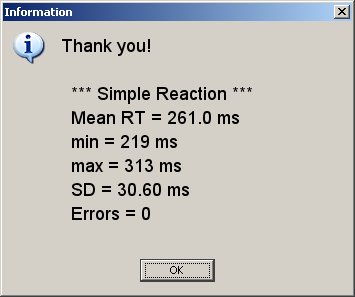 Information
Thank you!
*** Simple Reaction ***
Mean RT = 261.0 ms
min = 219 ms
max = 313 ms
SD = 30.60 ms
Errors = 0
OK